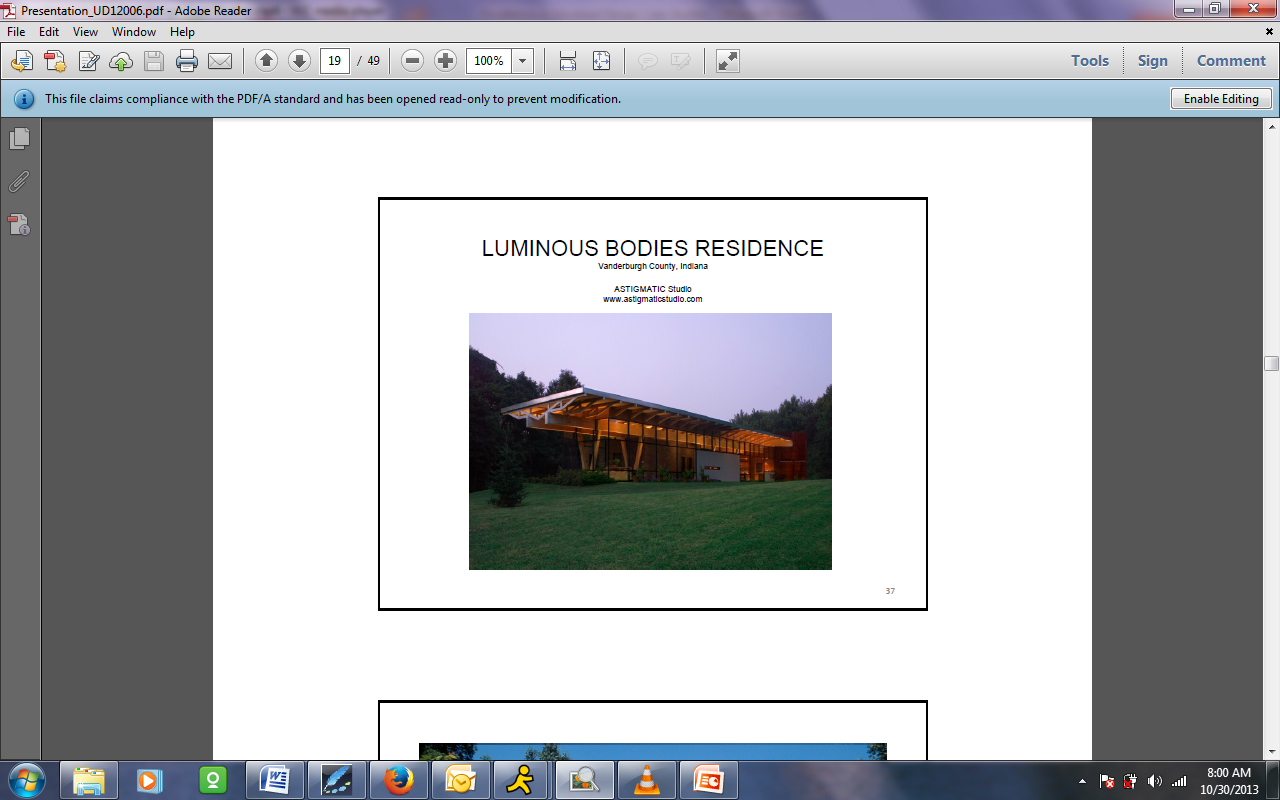 Presentation_UD12006.pdf - Adobe Reader
File Edit View Window Help
19 / 49 100% Tools Sign Comment
This file claims compliance with the PDF/A standard and has been opened read-only to prevent modification. Enable Editing
LUMINOUS BODIES RESIDENCE
Vanderburgh County, Indiana
ASTIGMATIC Studio
www.astigmaticstudio.com
37
8:00 AM
10/30/2013